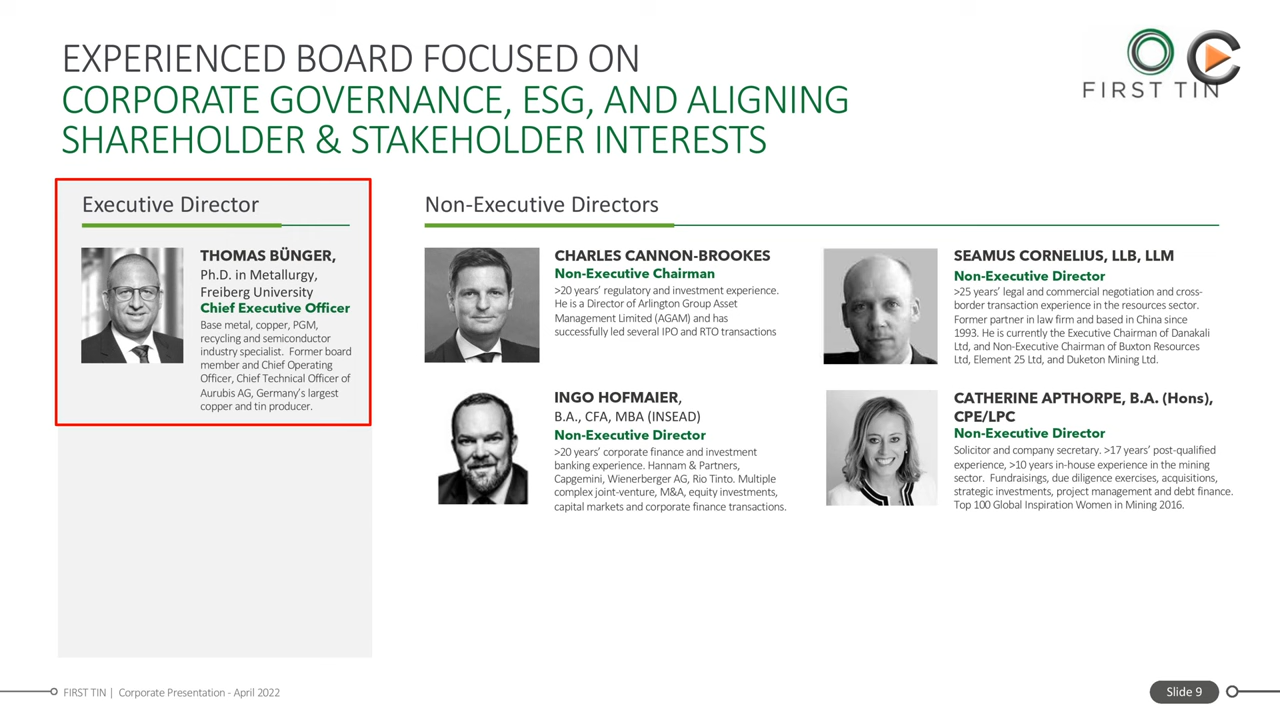 EXPERIENCED BOARD FOCUSED ON
CORPORATE GOVERNANCE, ESG, AND ALIGNING
SHAREHOLDER & STAKEHOLDER INTERESTS
FIRST TIN
Executive Director
THOMAS BÜNGER,
Ph.D. in Metallurgy,
Freiberg University
Chief Executive Officer
Base metal, copper, PGM,
recycling and semiconductor
industry specialist. Former board
member and Chief Operating
Officer, Chief Technical Officer of
Aurubis AG, Germany's largest
copper and tin producer.
Non-Executive Directors
CHARLES CANNON-BROOKES
Non-Executive Chairman
>20 years' regulatory and investment experience.
He is a Director of Arlington Group Asset
Management Limited (AGAM) and has
successfully led several IPO and RTO transactions
SEAMUS CORNELIUS, LLB, LLM
Non-Executive Director
>25 years' legal and commercial negotiation and cross-
border transaction experience in the resources sector.
Former partner in law firm and based in China since
1993. He is currently the Executive Chairman of Danakali
Ltd, and Non-Executive Chairman of Buxton Resources
Ltd, Element 25 Ltd, and Duketon Mining Ltd.
INGO HOFMAIER,
B.A., CFA, MBA (INSEAD)
Non-Executive Director
>20 years' corporate finance and investment
banking experience. Hannam & Partners,
Capgemini, Wienerberger AG, Rio Tinto. Multiple
complex joint-venture, M&A, equity investments,
capital markets and corporate finance transactions.
CATHERINE APTHORPE, B.A. (Hons),
CPE/LPC
Non-Executive Director
Solicitor and company secretary. >17 years' post-qualified
experience, >10 years in-house experience in the mining
sector. Fundraisings, due diligence exercises, acquisitions,
strategic investments, project management and debt finance.
Top 100 Global Inspiration Women in Mining 2016.
FIRST TIN | Corporate Presentation - April 2022
Slide 9